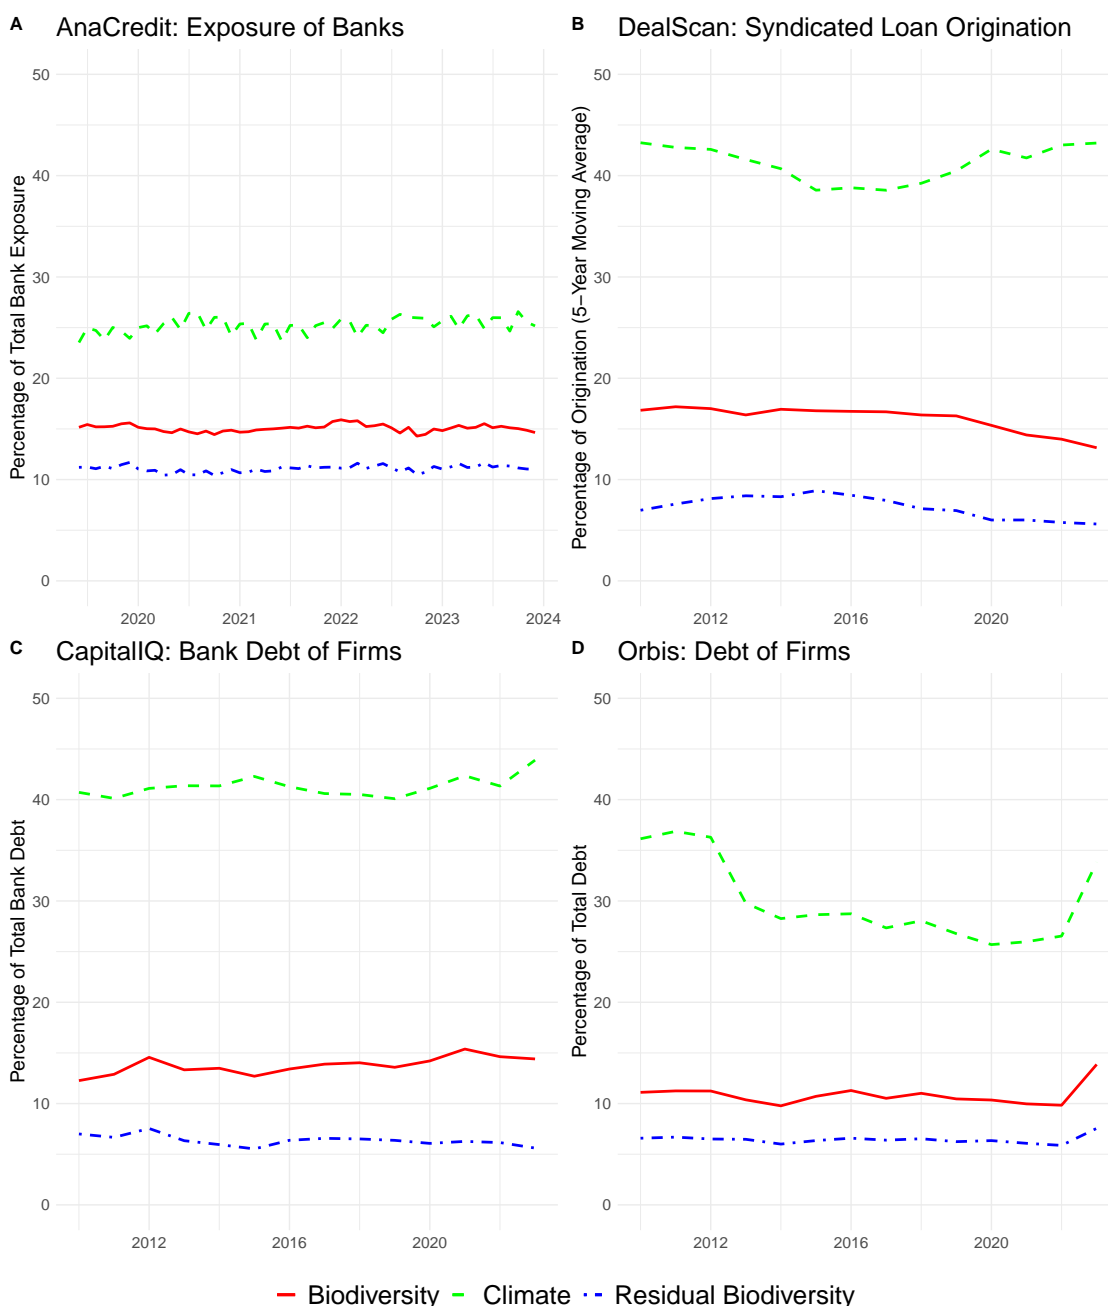 A AnaCredit: Exposure of Banks
Percentage of Total Bank Exposure
50
40
30
20
10
0
2020 2021 2022 2023 2024
B DealScan: Syndicated Loan Origination
Percentage of Origination (5−Year Moving Average)
50
40
30
20
10
0
2012 2016 2020
C CapitalIQ: Bank Debt of Firms
Percentage of Total Bank Debt
50
40
30
20
10
0
2012 2016 2020
D Orbis: Debt of Firms
Percentage of Total Debt
50
40
30
20
10
0
2012 2016 2020
Biodiversity Climate Residual Biodiversity